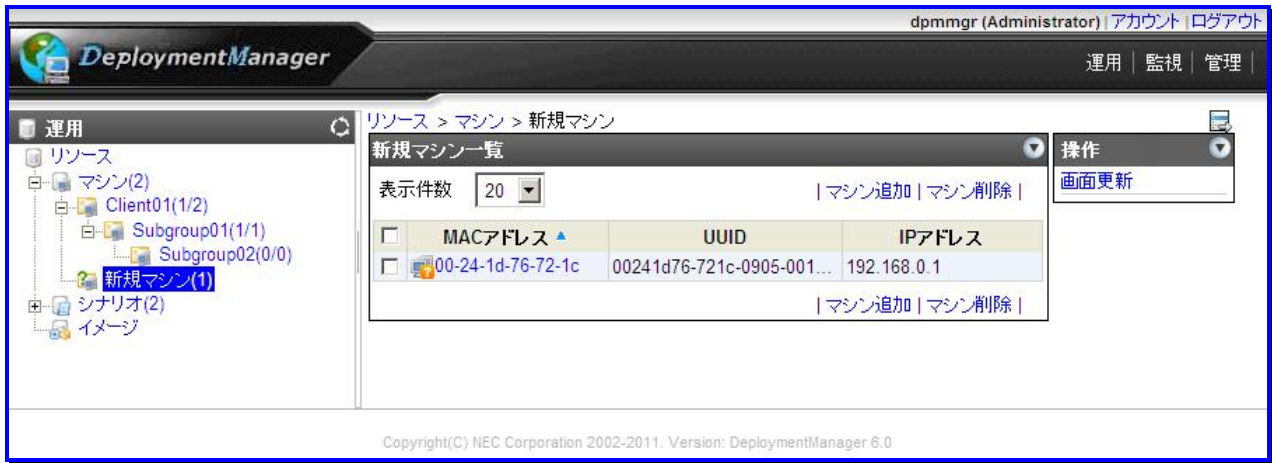 dpmmgr (Administrator) | アカウント | ログアウト
DeploymentManager
運用 | 監視 | 管理 |
運用
リソース
マシン(2)
Client01(1/2)
Subgroup01(1/1)
Subgroup02(0/0)
新規マシン(1)
シナリオ(2)
イメージ
リソース > マシン > 新規マシン
新規マシン一覧
表示件数 20
| マシン追加 | マシン削除 |
MACアドレス UUID IPアドレス
00-24-1d-76-72-1c 00241d76-721c-0905-001... 192.168.0.1
| マシン追加 | マシン削除 |
操作
画面更新
Copyright(C) NEC Corporation 2002-2011. Version: DeploymentManager 6.0